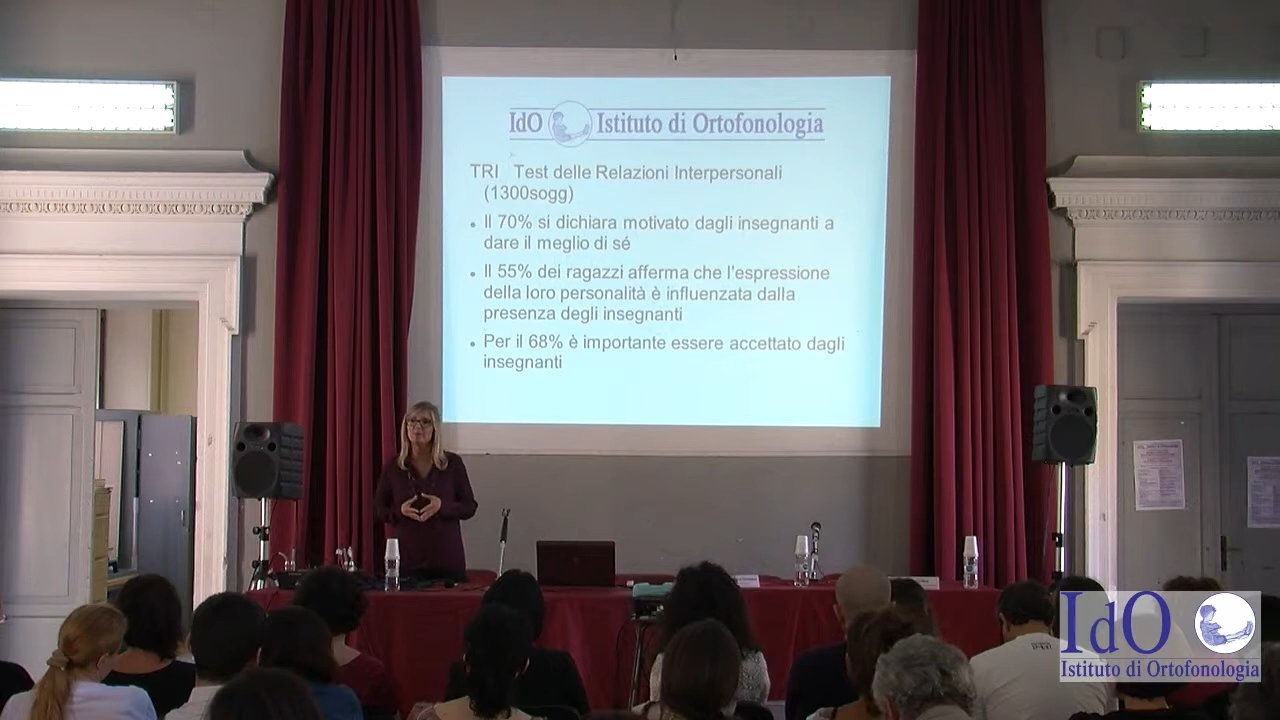 IdO Istituto di Ortofonologia
TRI Test delle Relazioni Interpersonali
(1300sogg)
• Il 70% si dichiara motivato dagli insegnanti a
dare il meglio di sé
• Il 55% dei ragazzi afferma che l'espressione
della loro personalità è influenzata dalla
presenza degli insegnanti
• Per il 68% è importante essere accettato dagli
insegnanti
IdO
Istituto di Ortofonologia